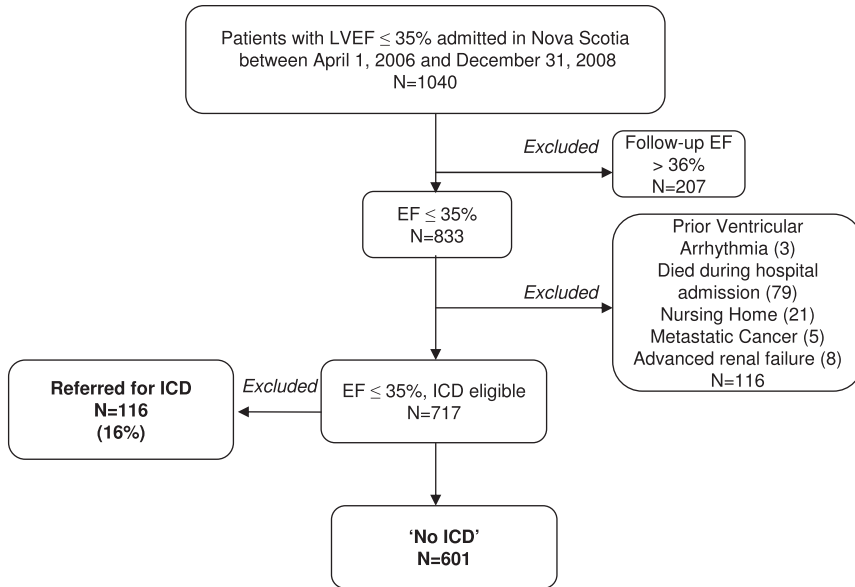 Patients with LVEF ≤ 35% admitted in Nova Scotia
between April 1, 2006 and December 31, 2008
N=1040
Excluded
Follow-up EF
> 36%
N=207
EF ≤ 35%
N=833
Excluded
Prior Ventricular
Arrhythmia (3)
Died during hospital
admission (79)
Nursing Home (21)
Metastatic Cancer (5)
Advanced renal failure (8)
N=116
EF ≤ 35%, ICD eligible
N=717
Excluded
Referred for ICD
N=116
(16%)
‘No ICD’
N=601